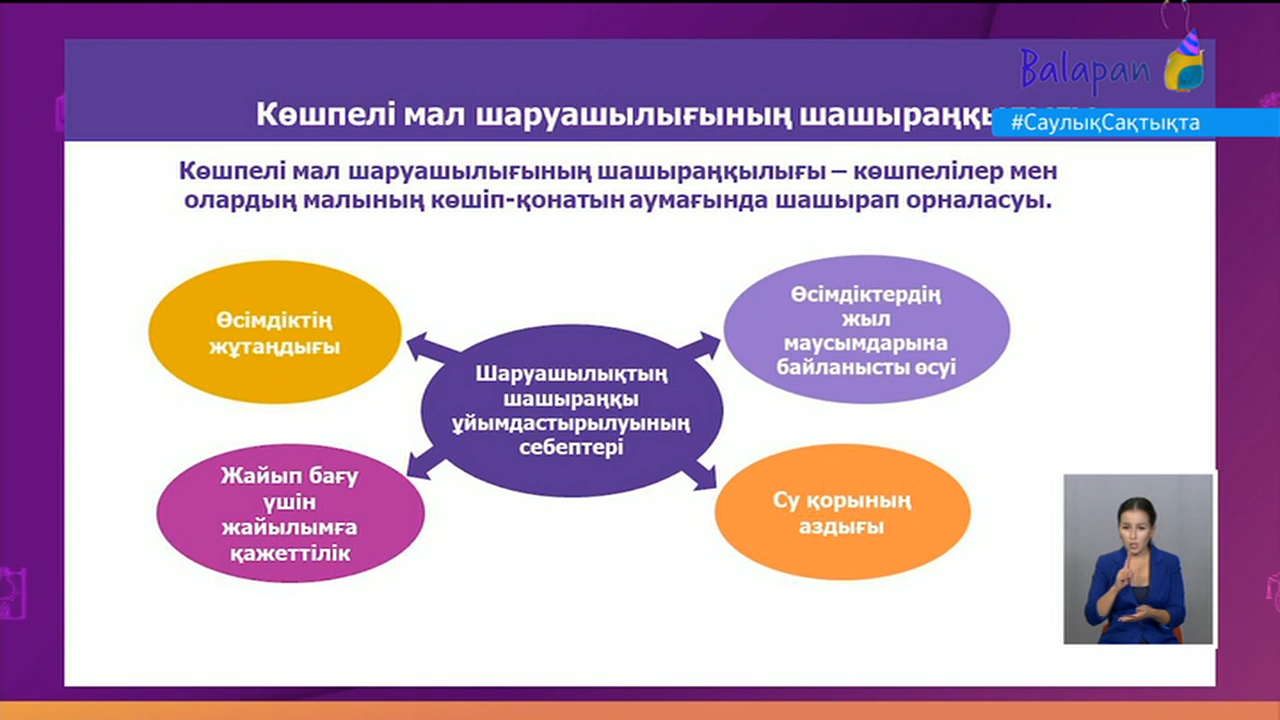 Balapan
Көшпелі мал шаруашылығының
#СаулықСақтықта
Көшпелі мал шаруашылығының шашыраңқылығы – көшпелілер мен
олардың малының көшіп-қонатын аумағында шашырап орналасуы.
Өсімдіктің
жұтаңдығы
Өсімдіктердің
жыл
маусымдарына
байланысты өсуі
Шаруашылықтың
шашыраңқы
ұйымдастырылуының
себептері
Жайып бағу
үшін
жайылымға
қажеттілік
Су қорының
аздығы